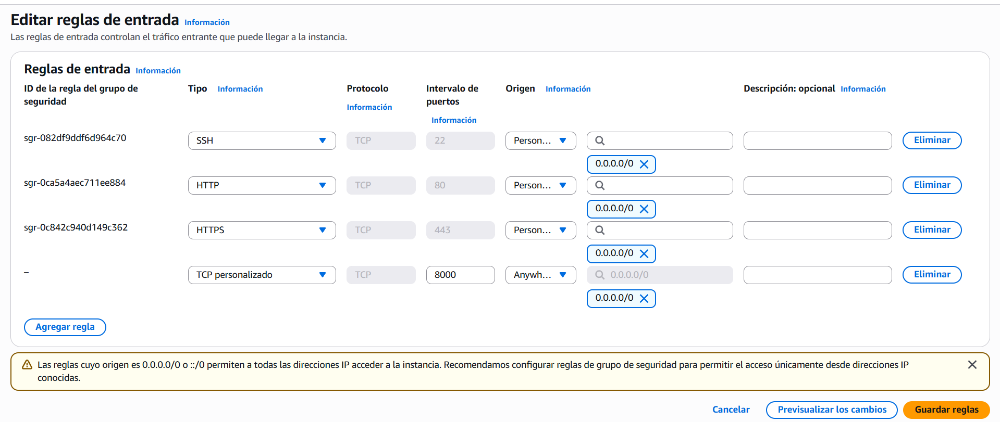 Editar reglas de entrada Información
Las reglas de entrada controlan el tráfico entrante que puede llegar a la instancia.
Reglas de entrada Información
ID de la regla del grupo de seguridad
Tipo Información
Protocolo
Información
Intervalo de puertos
Información
Origen Información
Descripción: opcional Información
sgr-082df9ddf6d964c70 SSH TCP 22 Person... Eliminar
0.0.0.0/0
sgr-0ca5a4aec711ee884 HTTP TCP 80 Person... Eliminar
0.0.0.0/0
sgr-0c842c940d149c362 HTTPS TCP 443 Person... Eliminar
0.0.0.0/0
– TCP personalizado TCP 8000 Anywh... 0.0.0.0/0 Eliminar
0.0.0.0/0
Agregar regla
Las reglas cuyo origen es 0.0.0.0/0 o ::/0 permiten a todas las direcciones IP acceder a la instancia. Recomendamos configurar reglas de grupo de seguridad para permitir el acceso únicamente desde direcciones IP
conocidas.
Cancelar Previsualizar los cambios Guardar reglas